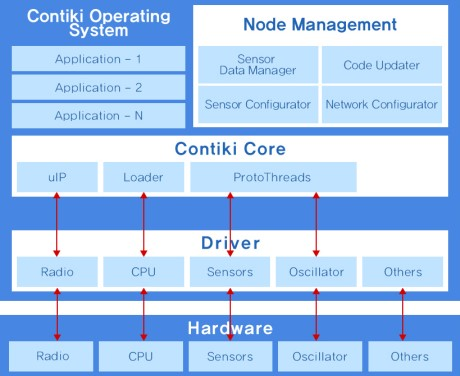 Contiki Operating
System
Application - 1
Application - 2
Application - N
Node Management
Sensor
Data Manager
Code Updater
Sensor Configurator
Network Configurator
Contiki Core
uIP
Loader
ProtoThreads
Driver
Radio
CPU
Sensors
Oscillator
Others
Hardware
Radio
CPU
Sensors
Oscillator
Others